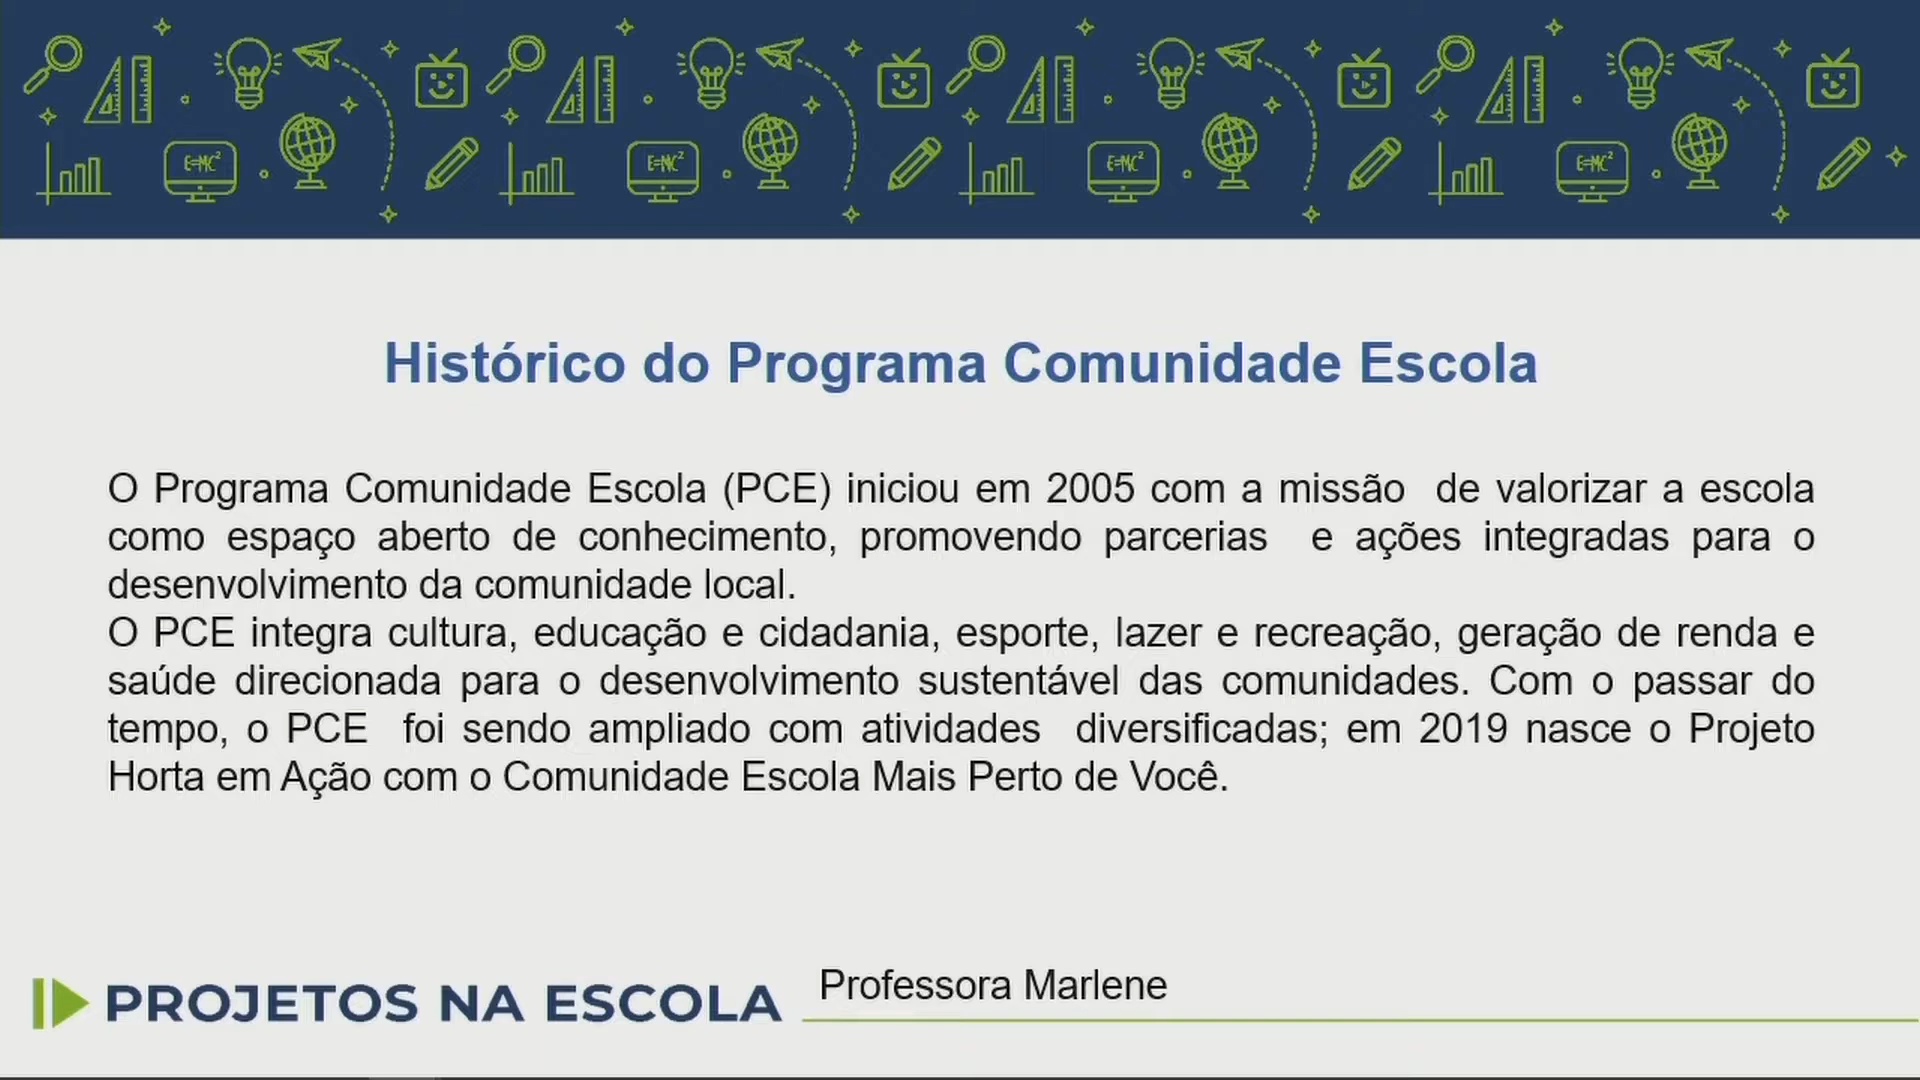 E=MC²
E=MC²
E=MC²
E=MC²
Histórico do Programa Comunidade Escola
O Programa Comunidade Escola (PCE) iniciou em 2005 com a missão de valorizar a escola
como espaço aberto de conhecimento, promovendo parcerias e ações integradas para o
desenvolvimento da comunidade local.
O PCE integra cultura, educação e cidadania, esporte, lazer e recreação, geração de renda e
saúde direcionada para o desenvolvimento sustentável das comunidades. Com o passar do
tempo, o PCE foi sendo ampliado com atividades diversificadas; em 2019 nasce o Projeto
Horta em Ação com o Comunidade Escola Mais Perto de Você.
PROJETOS NA ESCOLA
Professora Marlene